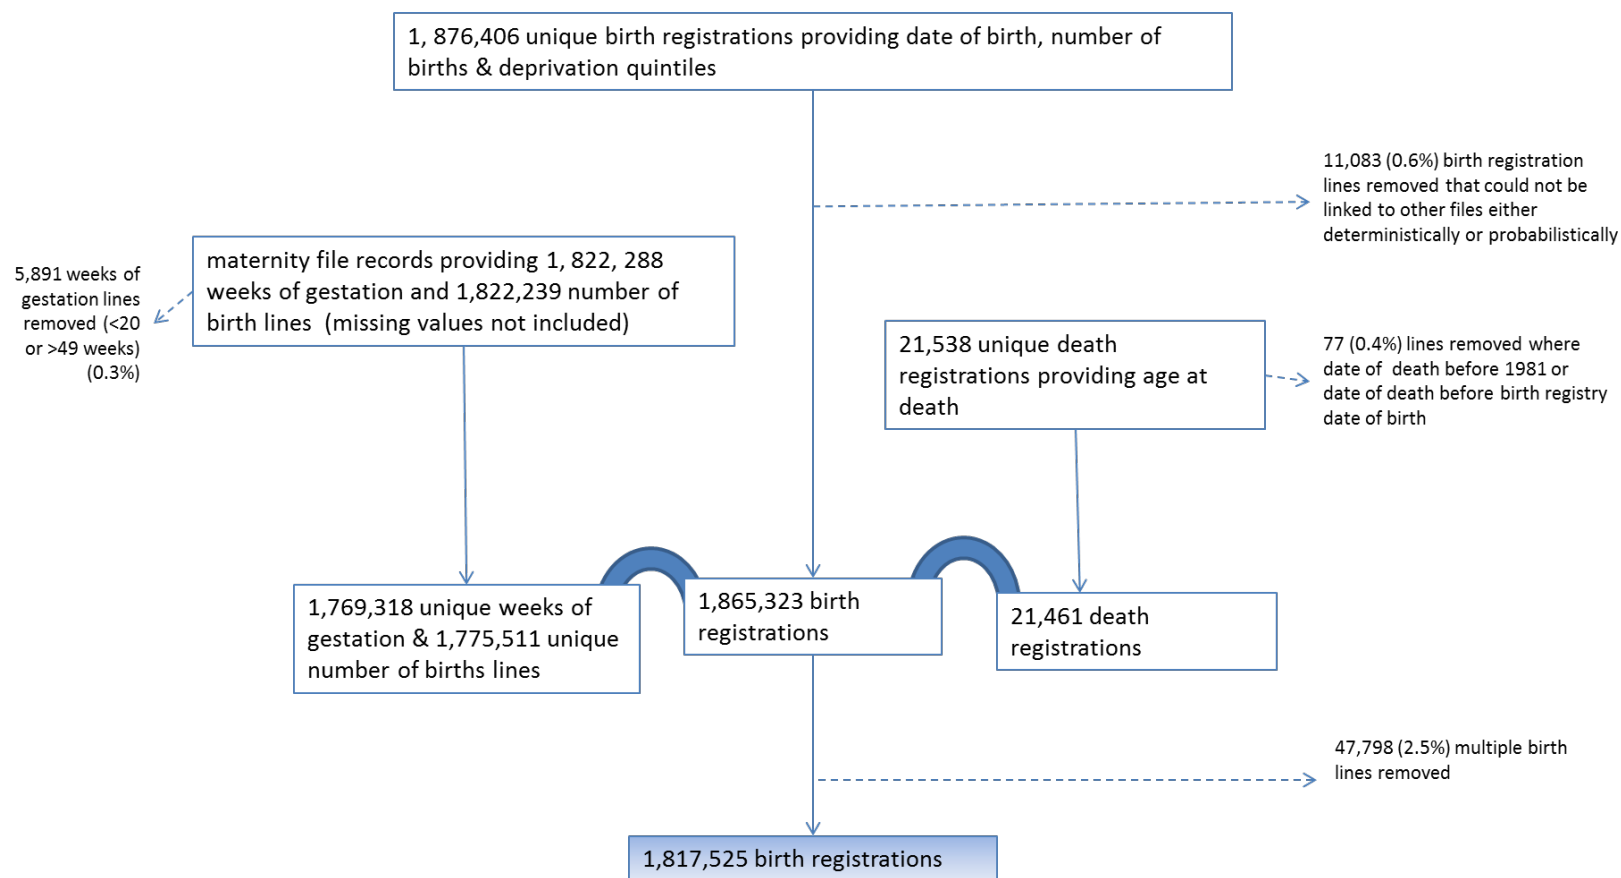 1, 876,406 unique birth registrations providing date of birth, number of
births & deprivation quintiles
11,083 (0.6%) birth registration
lines removed that could not be
linked to other files either
deterministically or probabilistically
5,891 weeks of
gestation lines
removed (<20
or >49 weeks)
(0.3%)
maternity file records providing 1, 822, 288
weeks of gestation and 1,822,239 number of
birth lines  (missing values not included)
21,538 unique death
registrations providing age at
death
77 (0.4%) lines removed where
date of  death before 1981 or
date of death before birth registry
date of birth
1,769,318 unique weeks of
gestation & 1,775,511 unique
number of births lines
1,865,323 birth
registrations
21,461 death
registrations
47,798 (2.5%) multiple birth
lines removed
1,817,525 birth registrations